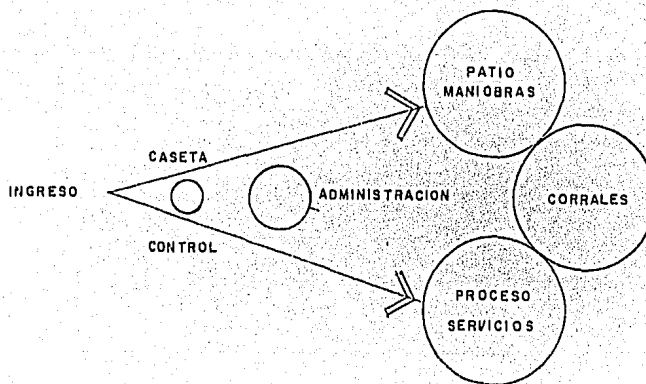 PATIO
MANIOBRAS
CASETA
INGRESO
ADMINISTRACION
CORRALES
CONTROL
PROCESO
SERVICIOS